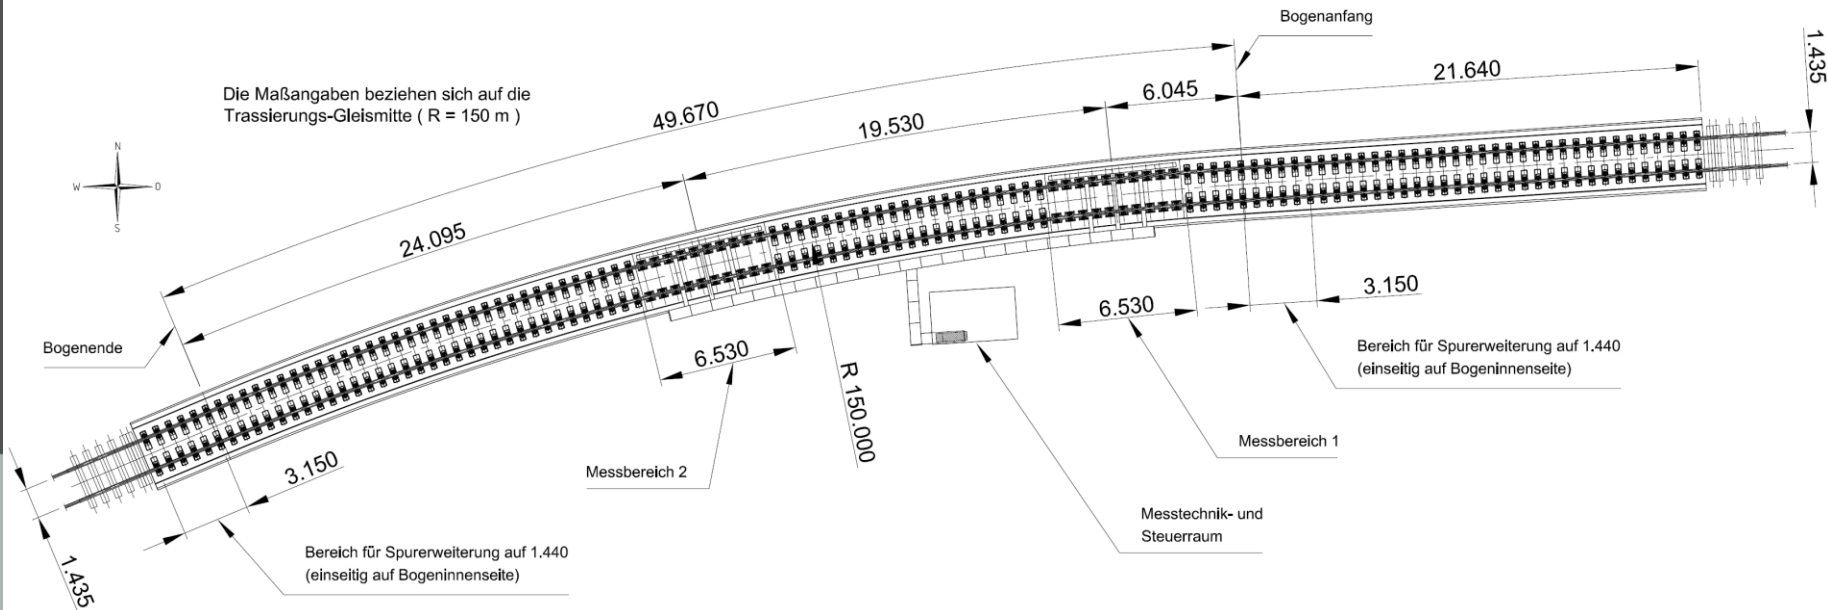 Bogenanfang
1.435
21.640
6.045
49.670
19.530
Die Maßangaben beziehen sich auf die
Trassierungs-Gleismitte ( R = 150 m )
N
W
O
S
24.095
Bogenende
6.530
R 150.000
6.530
3.150
Bereich für Spurerweiterung auf 1.440
(einseitig auf Bogeninnenseite)
Messbereich 1
Messbereich 2
3.150
Messtechnik- und
Steuerraum
Bereich für Spurerweiterung auf 1.440
(einseitig auf Bogeninnenseite)
1.435